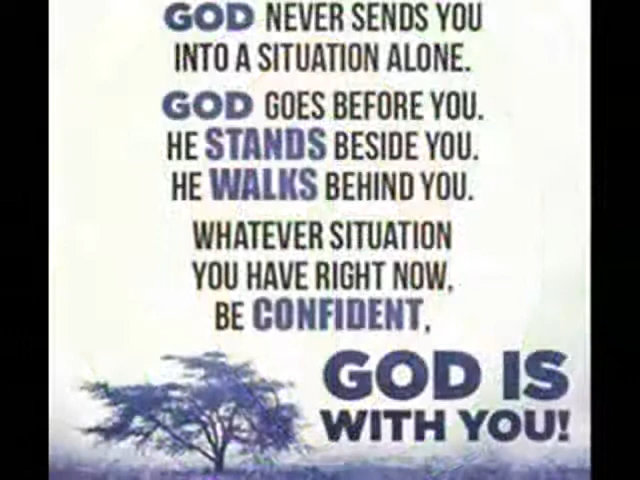 GOD NEVER SENDS YOU
INTO A SITUATION ALONE.
GOD GOES BEFORE YOU.
HE STANDS BESIDE YOU.
HE WALKS BEHIND YOU.
WHATEVER SITUATION
YOU HAVE RIGHT NOW,
BE CONFIDENT,
GOD IS
WITH YOU!